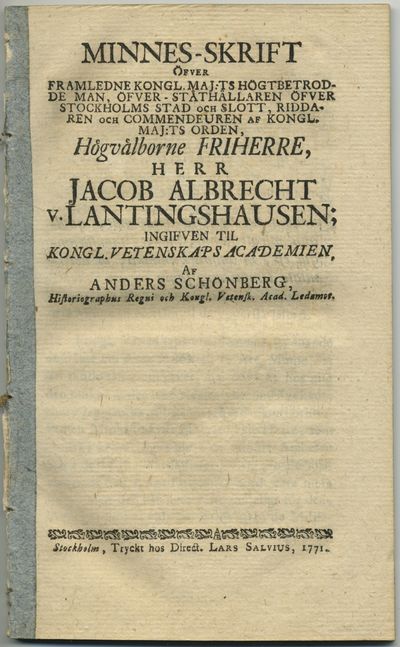 MINNES-SKRIFT
ÖFVER
FRAMLEDNE KONGL. MAJ:TS HÖGTBETROD-
DE MAN, ÖFVER-STÅTHÅLLAREN ÖFVER
STOCKHOLMS STAD OCH SLOTT, RIDDA-
REN OCH COMMENDEUREN AF KONGL.
MAJ:TS ORDEN,
Högvålborne FRIHERRE,
HERR
JACOB ALBRECHT
v. LANTINGSHAUSEN;
INGIFVEN TIL
KONGL. VETENSKAPS ACADEMIEN,
AF
ANDERS SCHÖNBERG,
Historiographus Regni och Kongl. Vetensk. Acad. Ledamot.
Stockholm, Tryckt hos Direct. LARS SALVIUS, 1771.